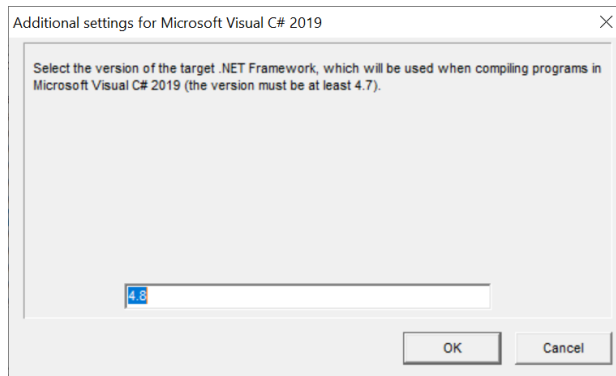 Additional settings for Microsoft Visual C# 2019
Select the version of the target .NET Framework, which will be used when compiling programs in
Microsoft Visual C# 2019 (the version must be at least 4.7).
4.8
OK Cancel